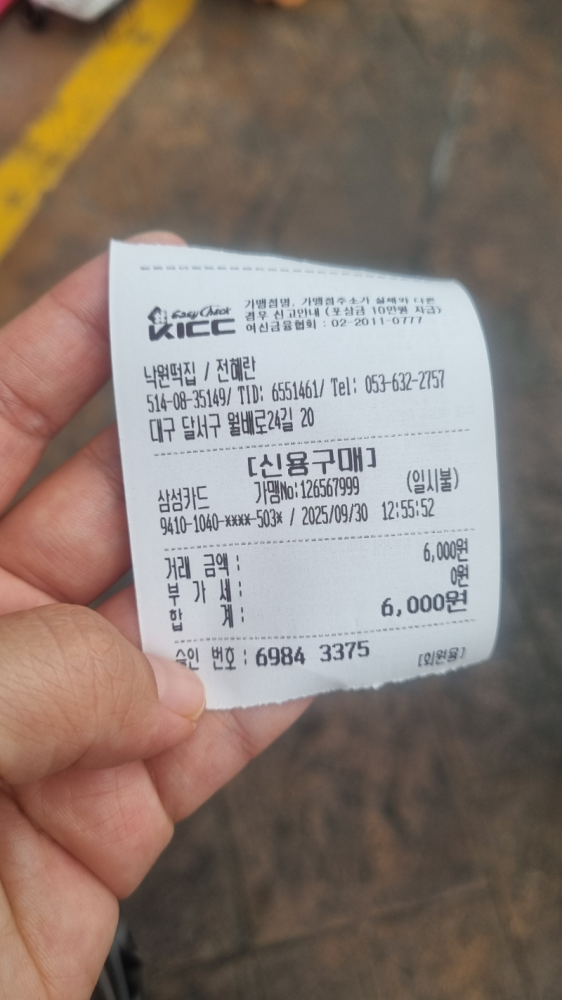 Easy Check
KICC
가맹점명, 가맹점주소가 실제와 다른
경우 신고안내 (포상금 10만원 지급)
여신금융협회 : 02-2011-0777
낙원떡집 / 전혜란
514-08-35149/ TID: 6551461/ Tel: 053-632-2757
대구 달서구 월배로24길 20
[신용구매]
삼성카드 가맹No:126567999 (일시불)
9410-1040-****-503* / 2025/09/30 12:55:52
거래 금액 : 6,000원
부 가 세 : 0원
합 계 : 6,000원
승인 번호 : 6984 3375 [회원용]